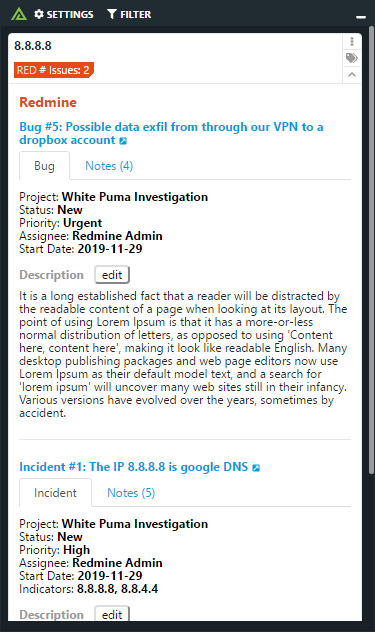 SETTINGS FILTER
8.8.8.8
RED # Issues: 2
Redmine
Bug #5: Possible data exfil from through our VPN to a
dropbox account
Bug Notes (4)
Project: White Puma Investigation
Status: New
Priority: Urgent
Assignee: Redmine Admin
Start Date: 2019-11-29
Description edit
It is a long established fact that a reader will be distracted by
the readable content of a page when looking at its layout. The
point of using Lorem Ipsum is that it has a more-or-less
normal distribution of letters, as opposed to using 'Content
here, content here', making it look like readable English. Many
desktop publishing packages and web page editors now use
Lorem Ipsum as their default model text, and a search for
'lorem ipsum' will uncover many web sites still in their infancy.
Various versions have evolved over the years, sometimes by
accident.
Incident #1: The IP 8.8.8.8 is google DNS
Incident Notes (5)
Project: White Puma Investigation
Status: New
Priority: High
Assignee: Redmine Admin
Start Date: 2019-11-29
Indicators: 8.8.8.8, 8.8.4.4
Description edit